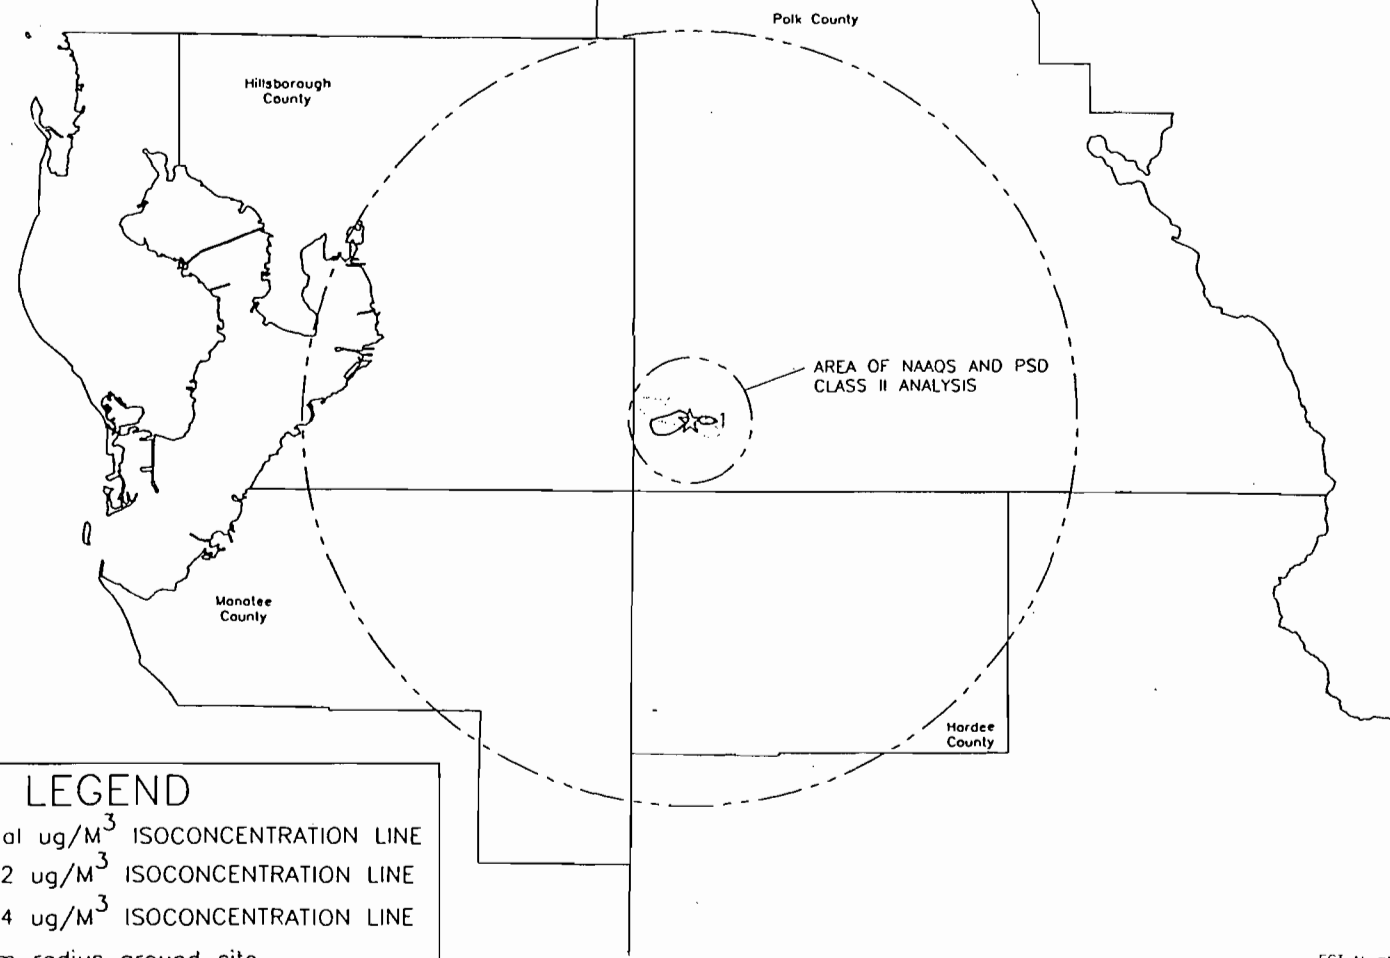 Polk County
Hillsborough
County
AREA OF NAAQS AND PSD
CLASS II ANALYSIS
1
Manatee
County
Hardee
County
LEGEND
al ug/M³ ISOCONCENTRATION LINE
2 ug/M³ ISOCONCENTRATION LINE
4 ug/M³ ISOCONCENTRATION LINE
radius around site